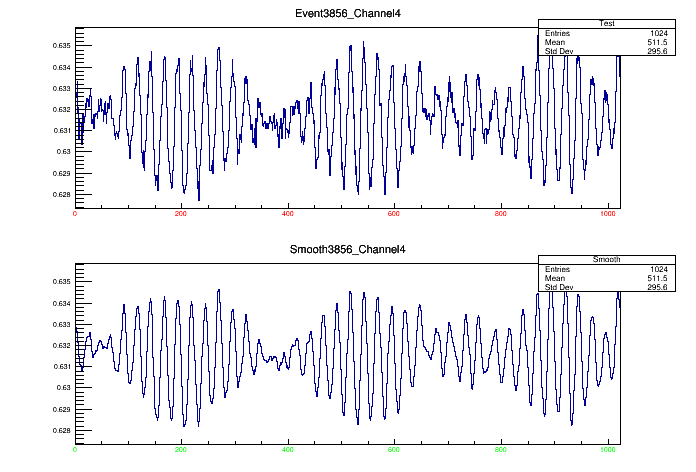 Event3856_Channel4
Test
Entries 1024
Mean 511.5
Std Dev 295.6
0.635
0.634
0.633
0.632
0.631
0.63
0.629
0.628
0 200 400 600 800 1000
Smooth3856_Channel4
Smooth
Entries 1024
Mean 511.5
Std Dev 295.6
0.635
0.634
0.633
0.632
0.631
0.63
0.629
0.628
0 200 400 600 800 1000